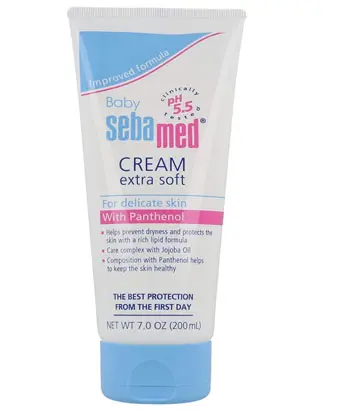 Improved formula
clinically
pH
5.5
tested
Baby
sebamed®
CREAM
extra soft
For delicate skin
With Panthenol
• Helps prevent dryness and protects the
skin with a rich lipid formula
• Care complex with Jojoba Oil
• Composition with Panthenol helps
to keep the skin healthy
THE BEST PROTECTION
FROM THE FIRST DAY
NET WT 7.0 OZ (200mL)